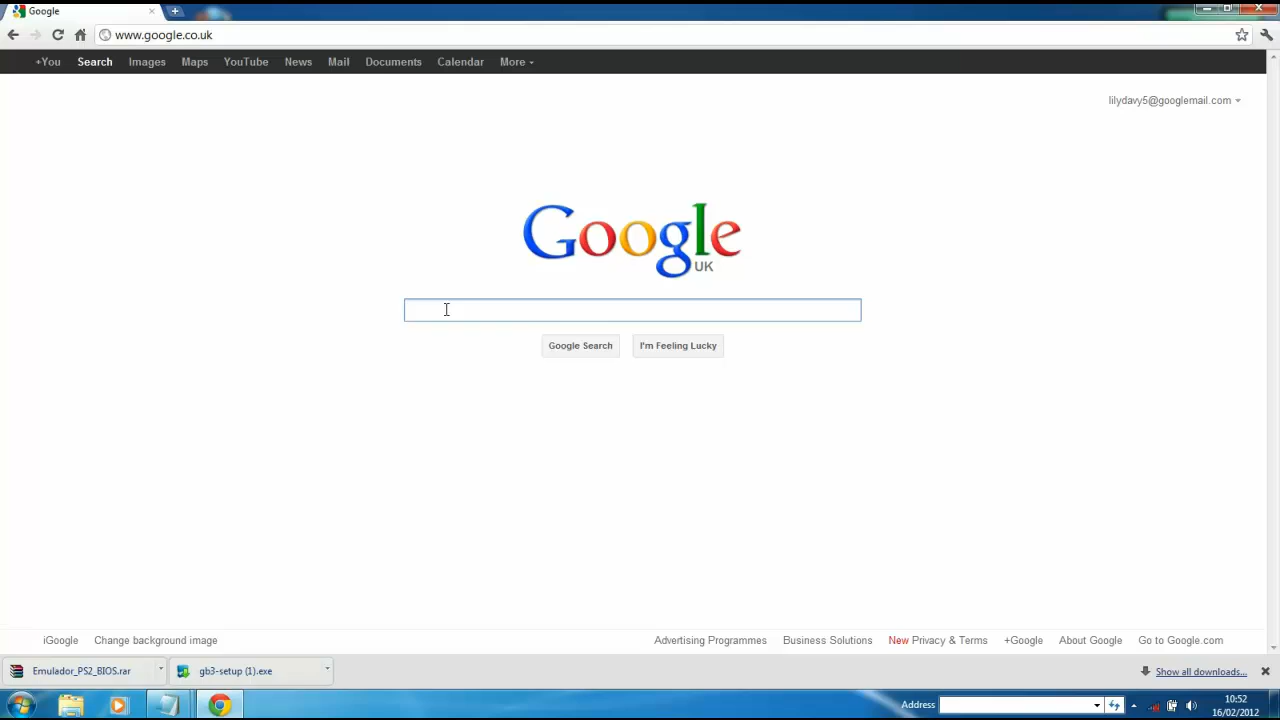 Google
www.google.co.uk
+You Search Images Maps YouTube News Mail Documents Calendar More
lilydavy5@googlemail.com
Google
UK
Google Search I'm Feeling Lucky
iGoogle Change background image Advertising Programmes Business Solutions New Privacy & Terms +Google About Google Go to Google.com
Emulador_PS2_BIOS.rar gb3-setup (1).exe Show all downloads...
Address 10:52
16/02/2012